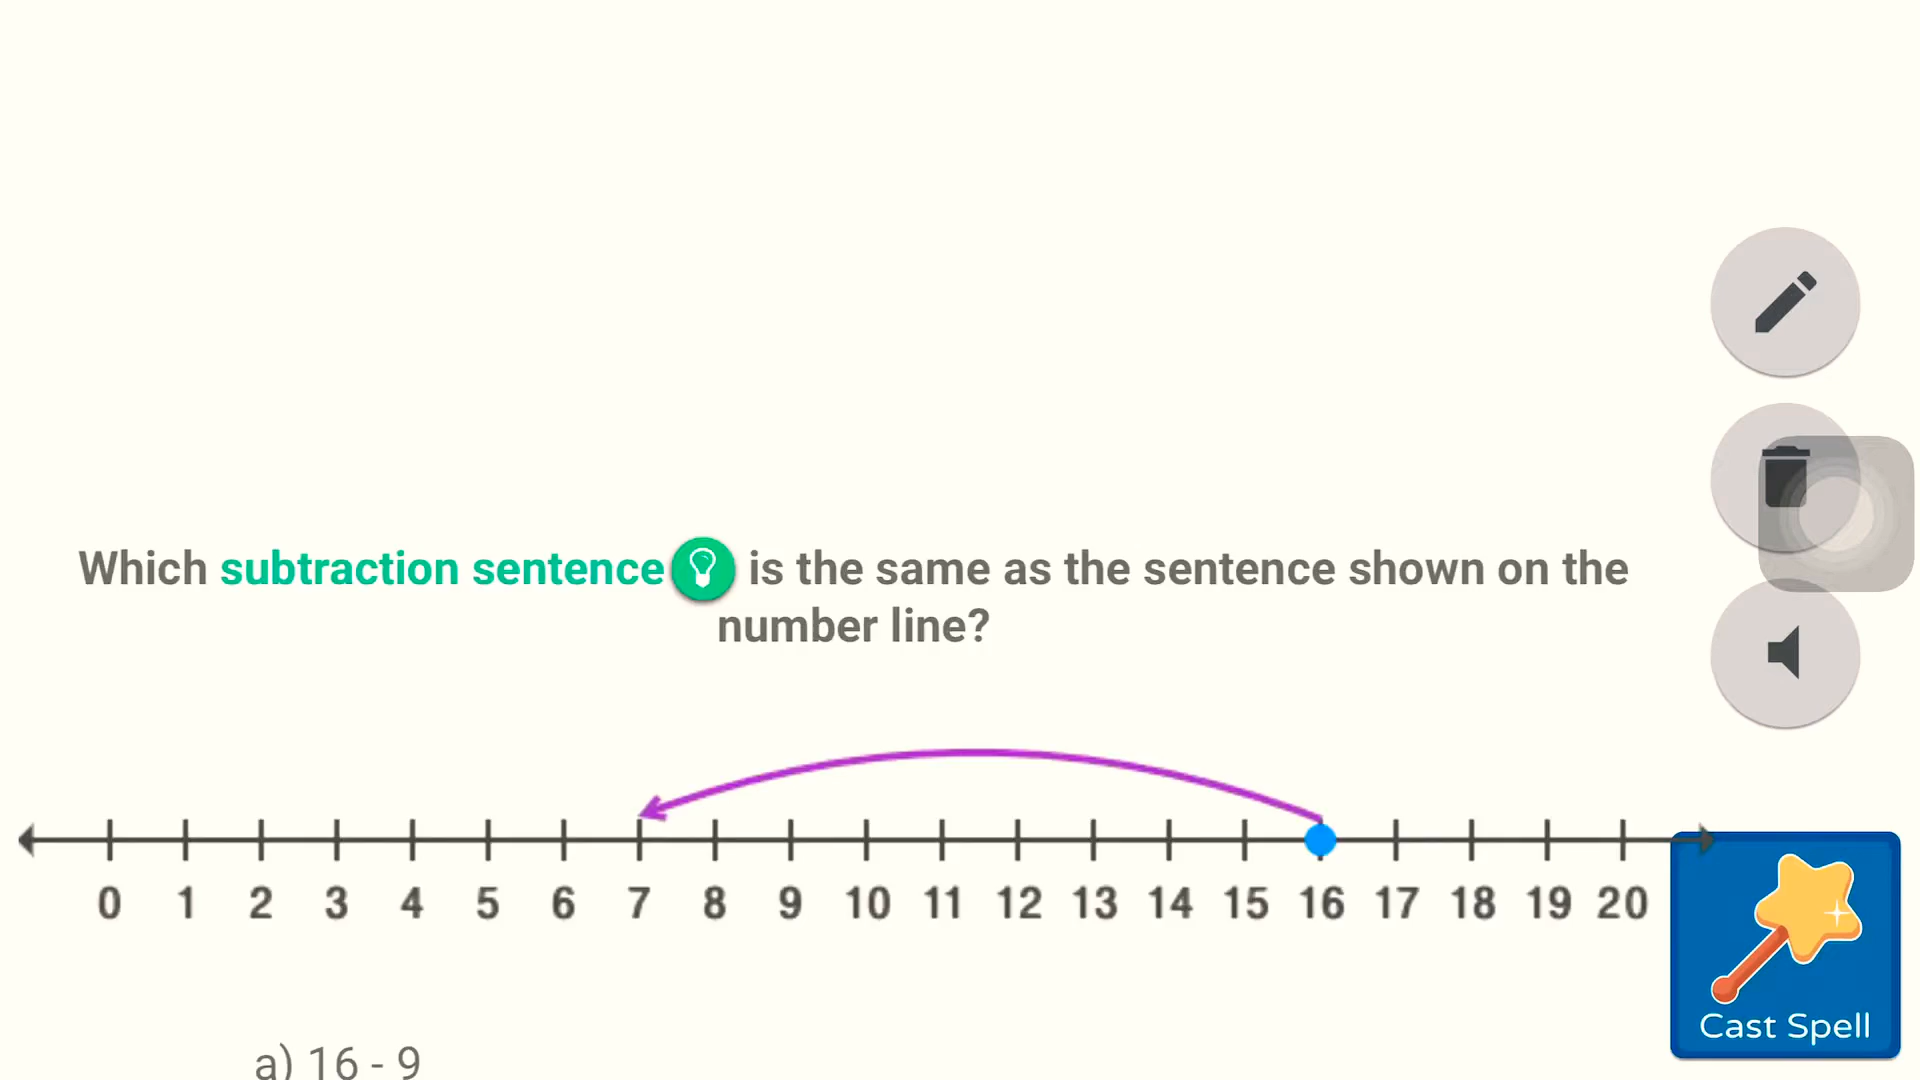 Which subtraction sentence is the same as the sentence shown on the
number line?
0 1 2 3 4 5 6 7 8 9 10 11 12 13 14 15 16 17 18 19 20
Cast Spell
a) 16 - 9